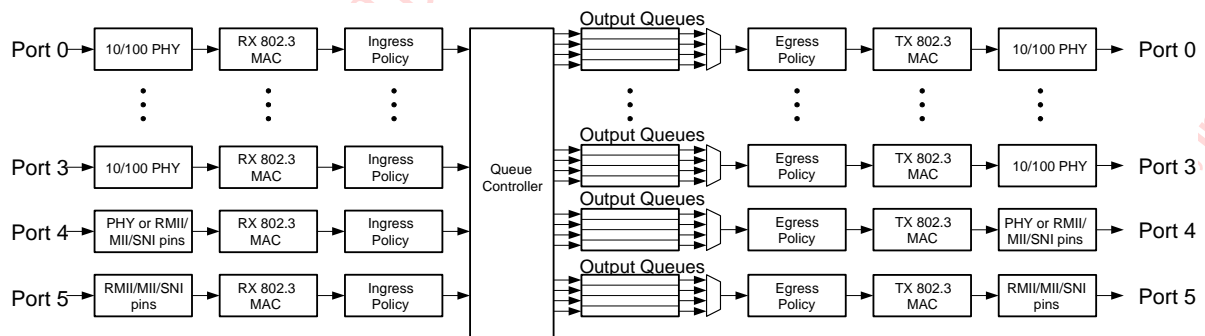 Output Queues
Port 0
10/100 PHY
RX 802.3
MAC
Ingress
Policy
Egress
Policy
TX 802.3
MAC
10/100 PHY
Port 0
Output Queues
Port 3
10/100 PHY
RX 802.3
MAC
Ingress
Policy
Queue
Controller
Egress
Policy
TX 802.3
MAC
10/100 PHY
Port 3
Output Queues
Port 4
PHY or RMII/
MII/SNI pins
RX 802.3
MAC
Ingress
Policy
Egress
Policy
TX 802.3
MAC
PHY or RMII/
MII/SNI pins
Port 4
Output Queues
Port 5
RMII/MII/SNI
pins
RX 802.3
MAC
Ingress
Policy
Egress
Policy
TX 802.3
MAC
RMII/MII/SNI
pins
Port 5